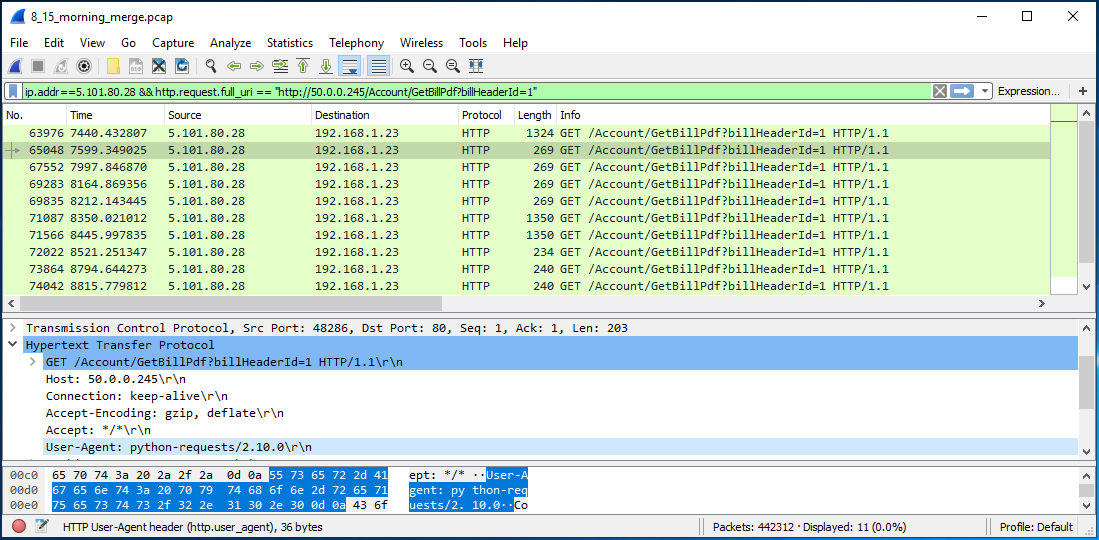 8_15_morning_merge.pcap
File Edit View Go Capture Analyze Statistics Telephony Wireless Tools Help
ip.addr==5.101.80.28 && http.request.full_uri == "http://50.0.0.245/Account/GetBillPdf?billHeaderId=1" Expression... +
No. Time Source Destination Protocol Length Info
63976 7440.432807 5.101.80.28 192.168.1.23 HTTP 1324 GET /Account/GetBillPdf?billHeaderId=1 HTTP/1.1
65048 7599.349025 5.101.80.28 192.168.1.23 HTTP 269 GET /Account/GetBillPdf?billHeaderId=1 HTTP/1.1
67552 7997.846870 5.101.80.28 192.168.1.23 HTTP 269 GET /Account/GetBillPdf?billHeaderId=1 HTTP/1.1
69283 8164.869356 5.101.80.28 192.168.1.23 HTTP 269 GET /Account/GetBillPdf?billHeaderId=1 HTTP/1.1
69835 8212.143445 5.101.80.28 192.168.1.23 HTTP 269 GET /Account/GetBillPdf?billHeaderId=1 HTTP/1.1
71087 8350.021012 5.101.80.28 192.168.1.23 HTTP 1350 GET /Account/GetBillPdf?billHeaderId=1 HTTP/1.1
71566 8445.997835 5.101.80.28 192.168.1.23 HTTP 1350 GET /Account/GetBillPdf?billHeaderId=1 HTTP/1.1
72022 8521.251347 5.101.80.28 192.168.1.23 HTTP 234 GET /Account/GetBillPdf?billHeaderId=1 HTTP/1.1
73864 8794.644273 5.101.80.28 192.168.1.23 HTTP 240 GET /Account/GetBillPdf?billHeaderId=1 HTTP/1.1
74042 8815.779812 5.101.80.28 192.168.1.23 HTTP 240 GET /Account/GetBillPdf?billHeaderId=1 HTTP/1.1
Transmission Control Protocol, Src Port: 48286, Dst Port: 80, Seq: 1, Ack: 1, Len: 203
Hypertext Transfer Protocol
GET /Account/GetBillPdf?billHeaderId=1 HTTP/1.1\r\n
Host: 50.0.0.245\r\n
Connection: keep-alive\r\n
Accept-Encoding: gzip, deflate\r\n
Accept: */*\r\n
User-Agent: python-requests/2.10.0\r\n
00c0 65 70 74 3a 20 2a 2f 2a 0d 0a 55 73 65 72 2d 41 ept: */* ··User-A
00d0 67 65 6e 74 3a 20 70 79 74 68 6f 6e 2d 72 65 71 gent: py thon-req
00e0 75 65 73 74 73 2f 32 2e 31 30 2e 30 0d 0a 43 6f uests/2. 10.0··Co
HTTP User-Agent header (http.user_agent), 36 bytes Packets: 442312 · Displayed: 11 (0.0%) Profile: Default